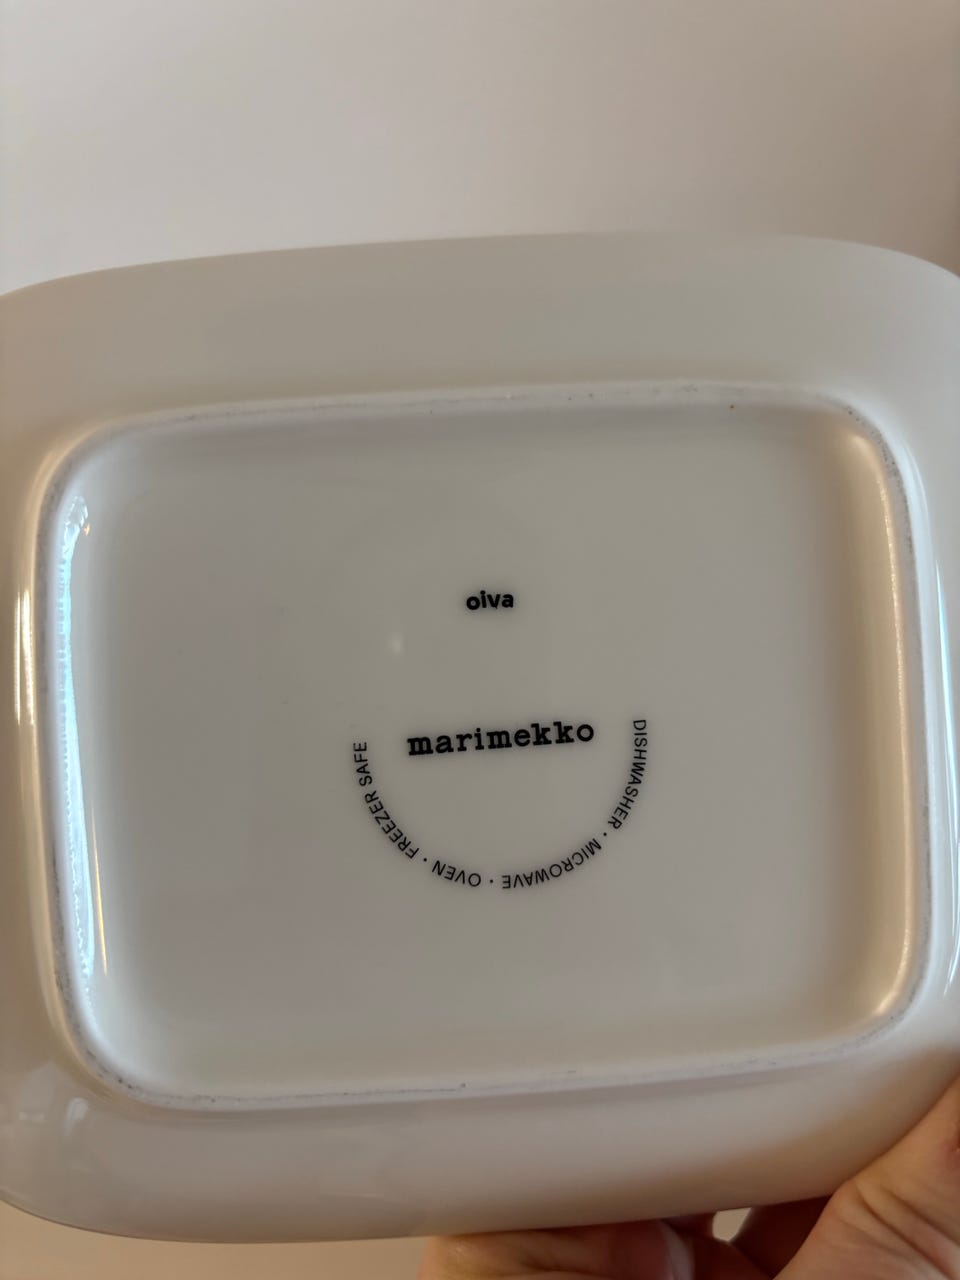 oiva
marimekko
DISHWASHER · MICROWAVE · OVEN · FREEZER SAFE